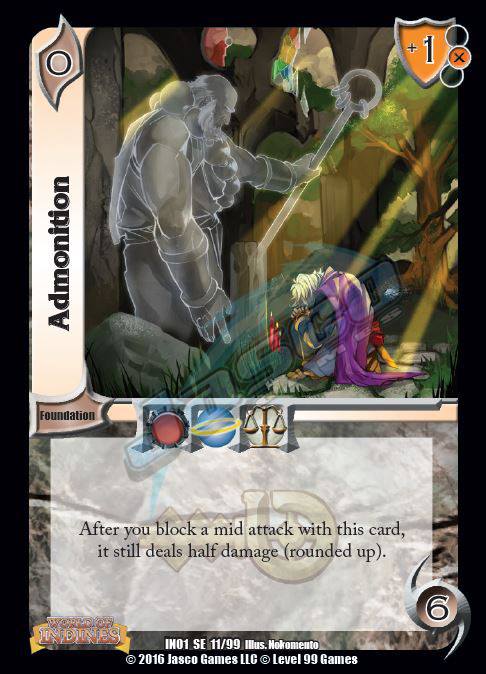 0
+1
Admonition
Foundation
After you block a mid attack with this card,
it still deals half damage (rounded up).
6
WORLD OF
INDINES
IN01 SE 11/99 Illus. Nokomento
© 2016 Jasco Games LLC © Level 99 Games